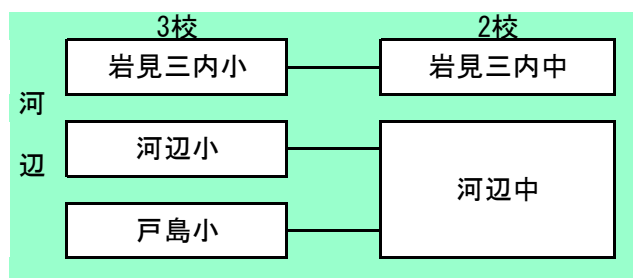 3校 2校
岩見三内小 岩見三内中
河辺
河辺小
河辺中
戸島小